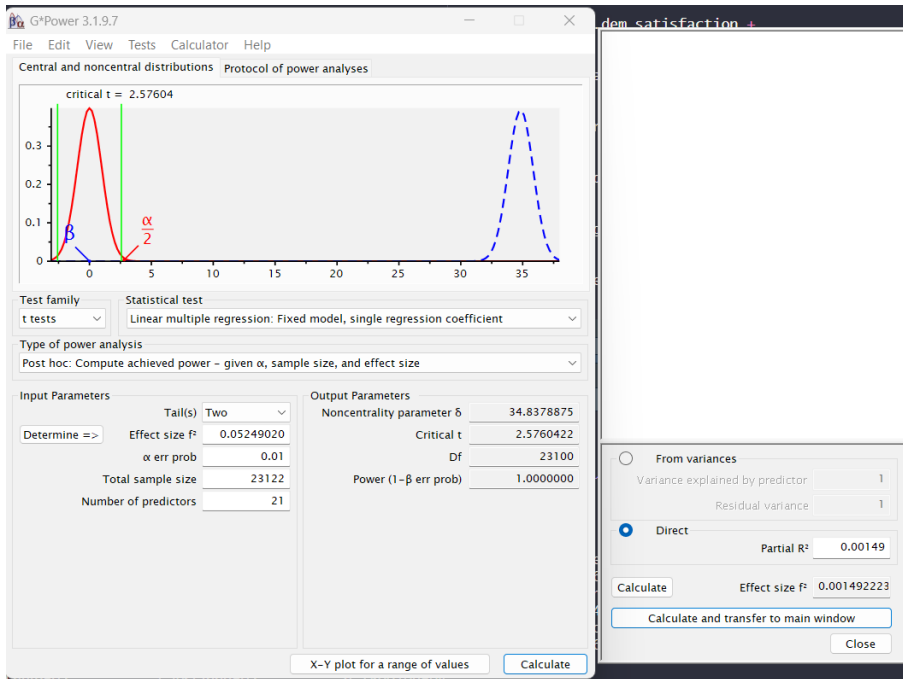 G*Power 3.1.9.7
dem satisfaction +
File Edit View Tests Calculator Help
Central and noncentral distributions Protocol of power analyses
critical t = 2.57604
0.3
0.2
0.1
0
β
α
2
0 5 10 15 20 25 30 35
Test family
t tests
Statistical test
Linear multiple regression: Fixed model, single regression coefficient
Type of power analysis
Post hoc: Compute achieved power – given α, sample size, and effect size
Input Parameters
Tail(s) Two
Determine => Effect size f² 0.05249020
α err prob 0.01
Total sample size 23122
Number of predictors 21
Output Parameters
Noncentrality parameter δ 34.8378875
Critical t 2.5760422
Df 23100
Power (1-β err prob) 1.0000000
X-Y plot for a range of values Calculate
From variances
Variance explained by predictor 1
Residual variance 1
Direct
Partial R² 0.00149
Calculate Effect size f² 0.001492223
Calculate and transfer to main window
Close